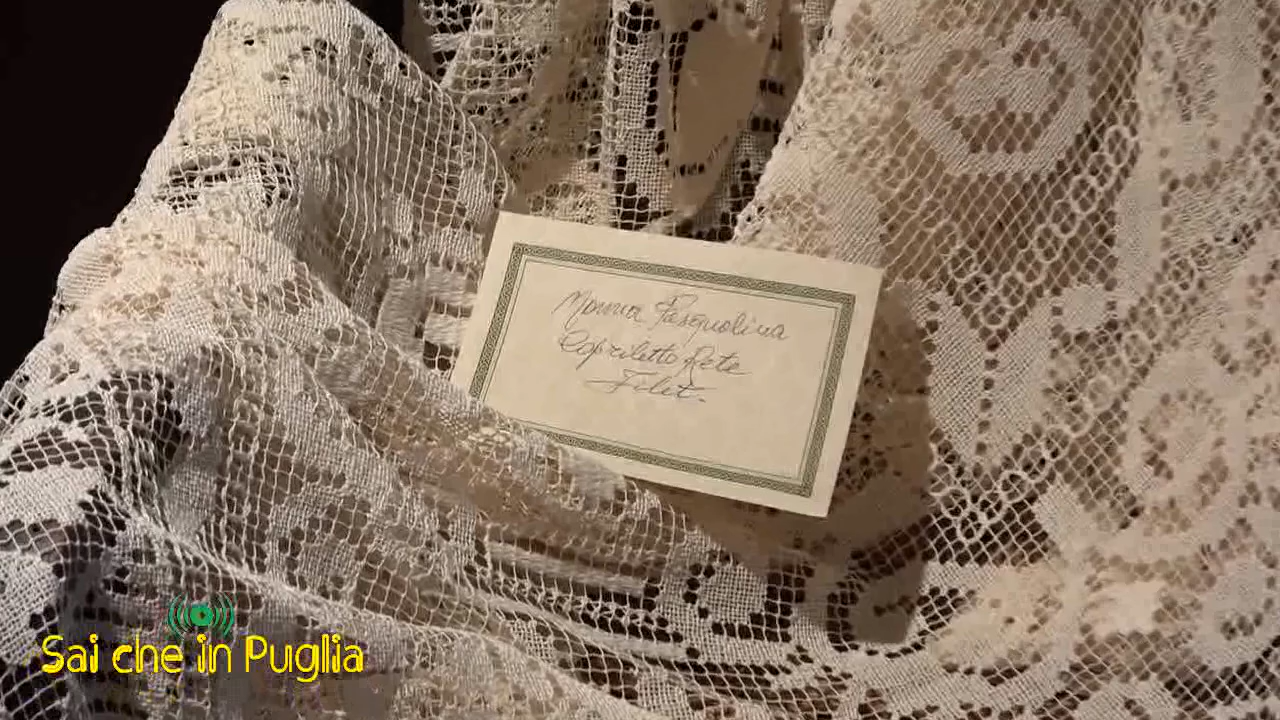 Nonna Pasqualina
Copriletto Rete
Filet.
Sai che in Puglia